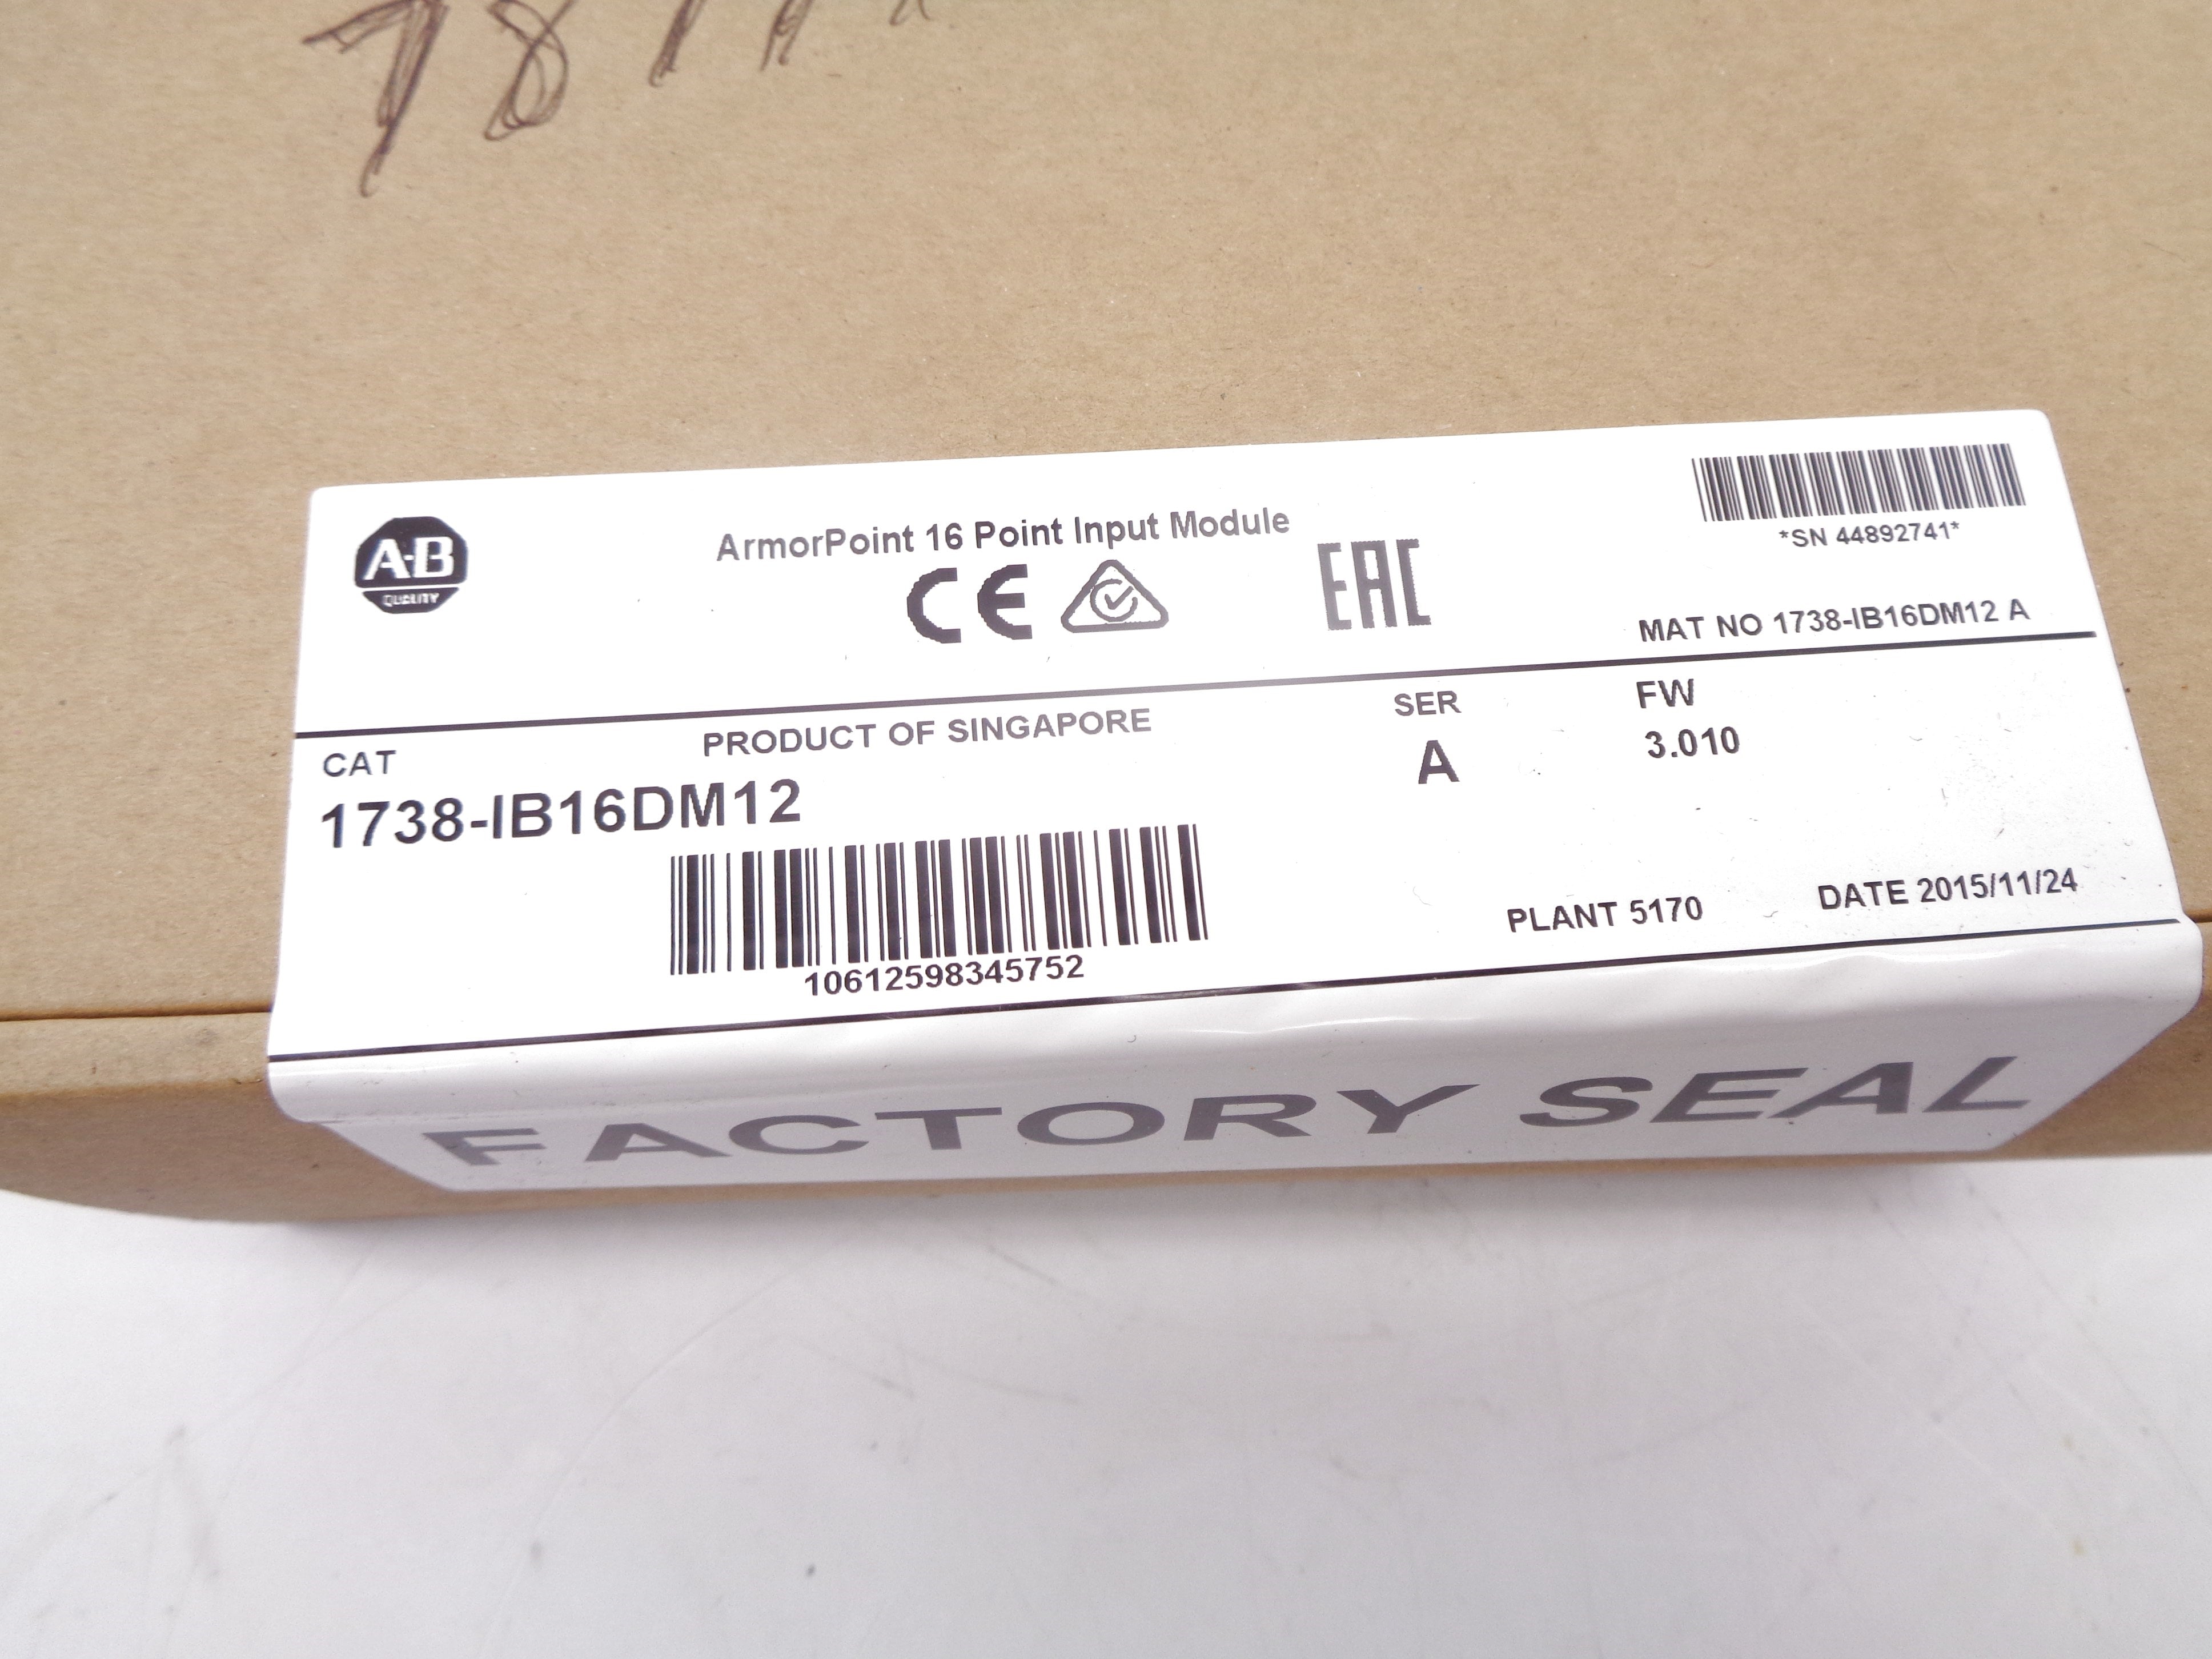 A-B
QUALITY
ArmorPoint 16 Point Input Module
CE
EAC
*SN 44892741*
MAT NO 1738-IB16DM12 A
CAT
PRODUCT OF SINGAPORE
SER
FW
1738-IB16DM12
A
3.010
10612598345752
PLANT 5170
DATE 2015/11/24
FACTORY SEAL